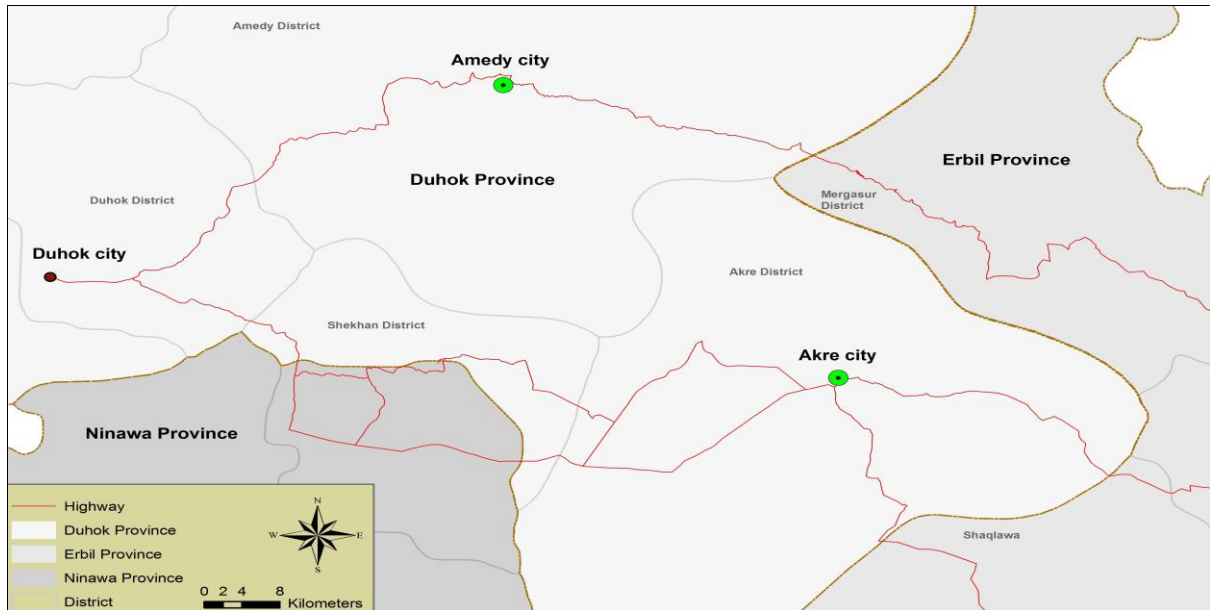 Amedy District
Amedy city
Erbil Province
Duhok Province
Mergasur
District
Duhok District
Duhok city
Akre District
Shekhan District
Akre city
Ninawa Province
Highway
Duhok Province
Erbil Province
Ninawa Province
District
N
W
E
S
0 2 4 8
Kilometers
Shaqlawa